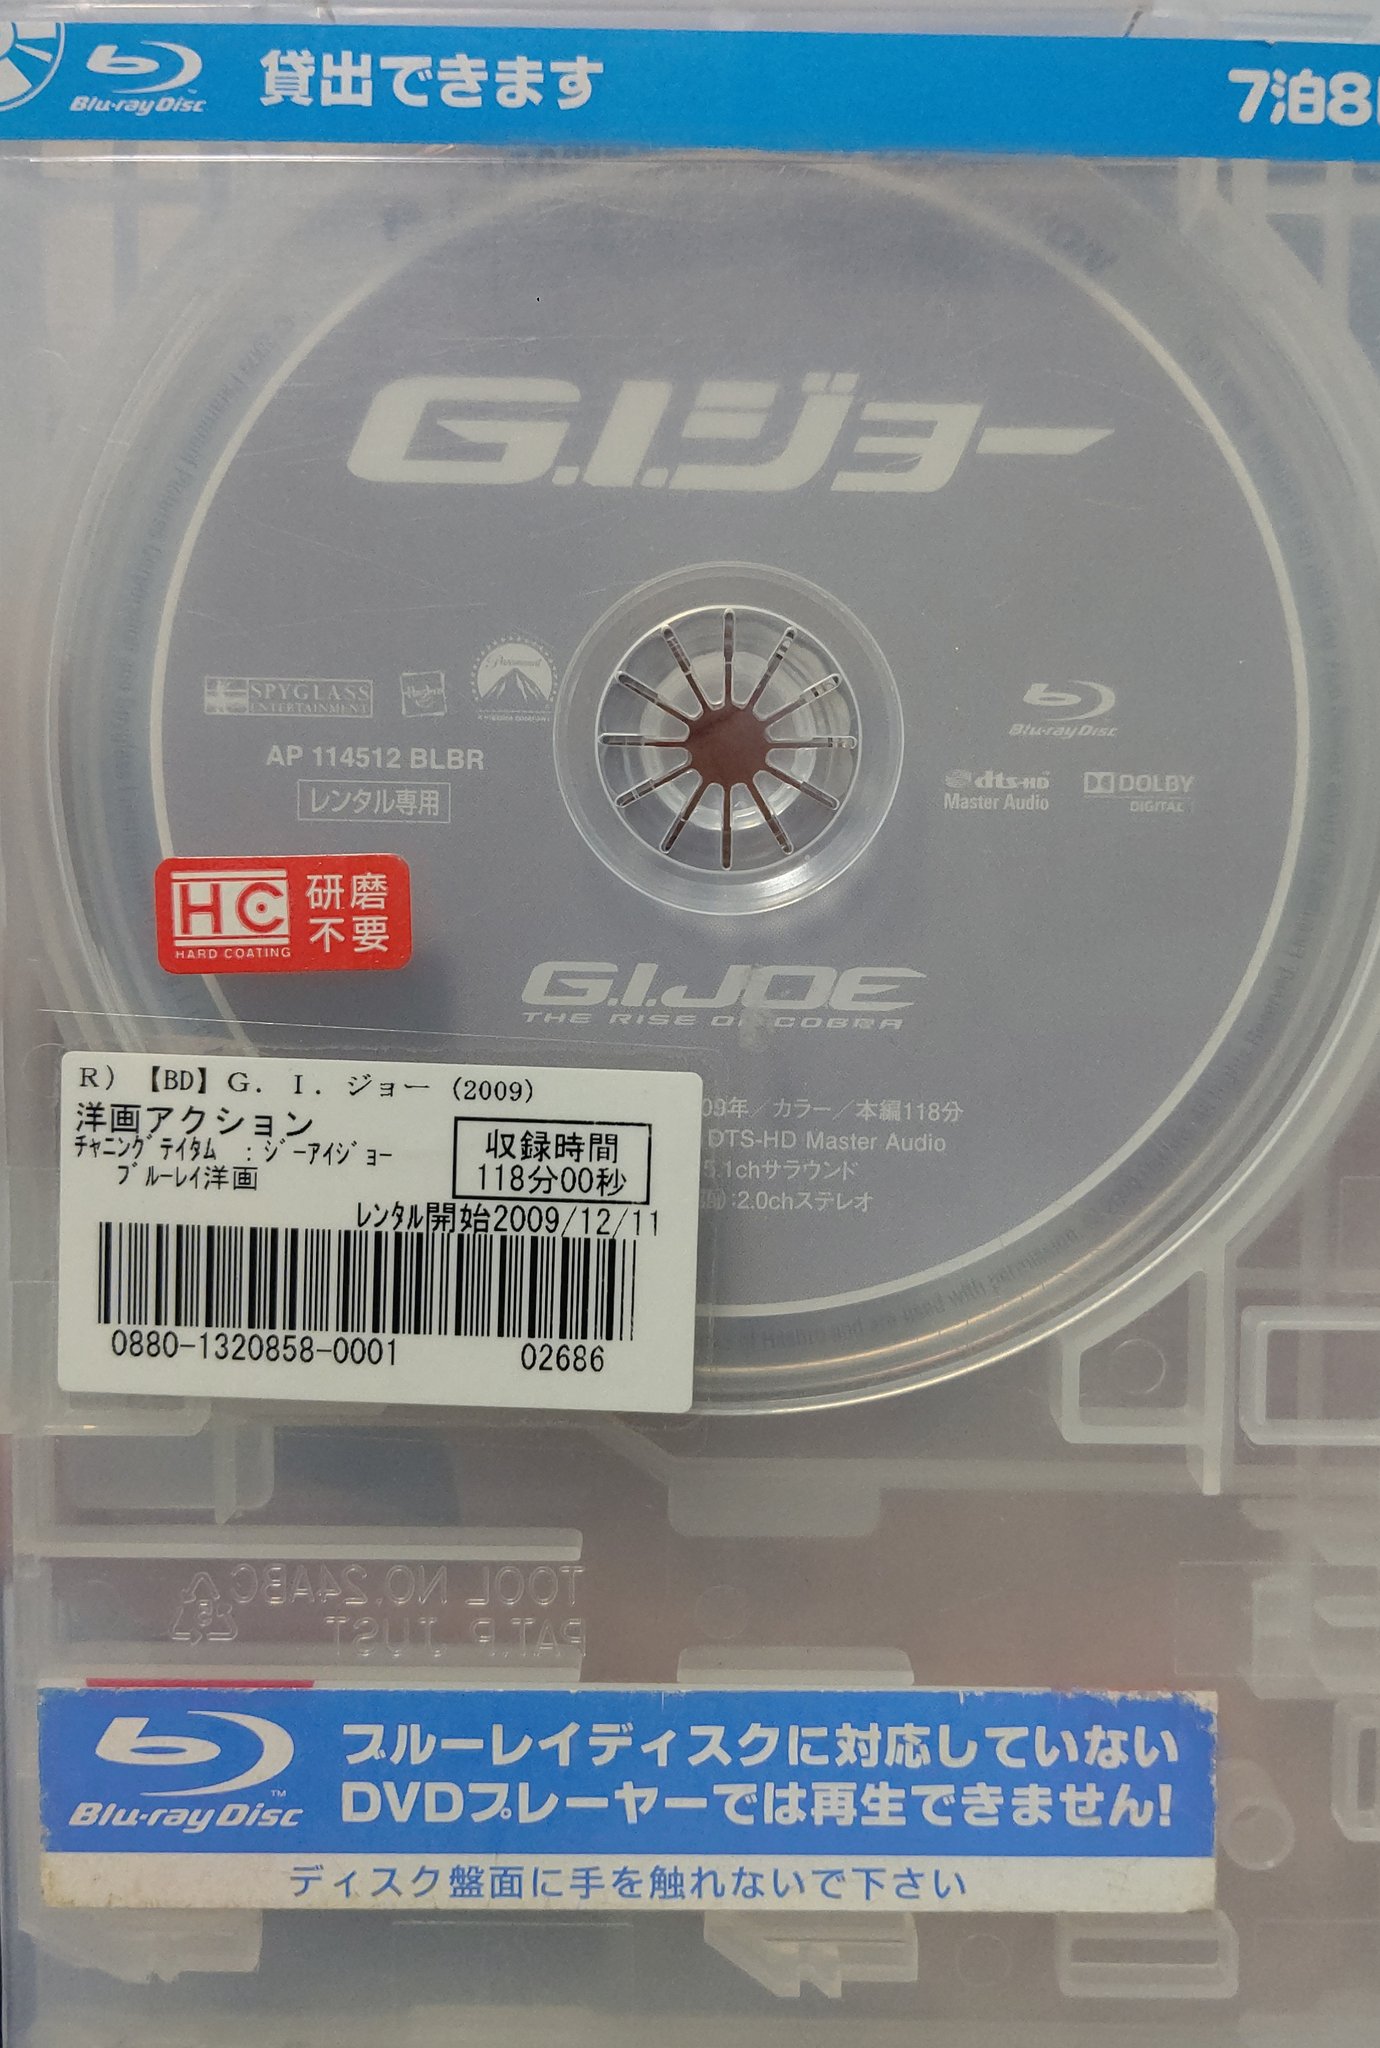 Blu-ray Disc
貸出できます
7泊8
G.I.ジョー
SPYGLASS
ENTERTAINMENT
Hasbro
Paramount
AP 114512 BLBR
レンタル専用
Blu-ray Disc
dts-HD
Master Audio
DOLBY
DIGITAL
HC
HARD COATING
研磨
不要
G.I.JOE
THE RISE OF COBRA
09年/カラー/本編118分
DTS-HD Master Audio
5.1chサラウンド
:2.0chステレオ
R）【BD】G．I．ジョー（2009）
洋画アクション
ﾁｬﾆﾝｸﾞﾃｲﾀﾑ ：ｼﾞｰｱｲｼﾞｮｰ
ﾌﾞﾙｰﾚｲ洋画
収録時間
118分00秒
ﾚﾝﾀﾙ開始2009/12/11
0880-1320858-0001 02686
TOOL NO.24ABC
PAT.P JUST
Blu-ray Disc
ブルーレイディスクに対応していない
DVDプレーヤーでは再生できません!
ディスク盤面に手を触れないで下さい